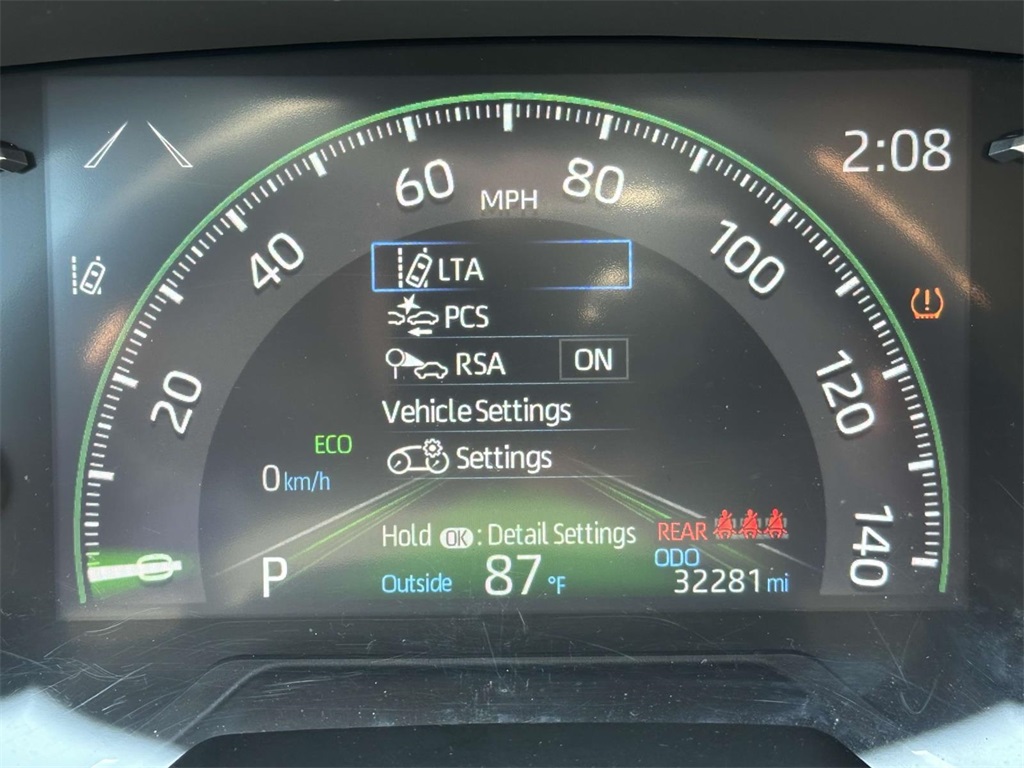 2:08
60
MPH
80
40
100
LTA
PCS
RSA ON
20
120
Vehicle Settings
ECO
Settings
0 km/h
Hold OK : Detail Settings
REAR
140
0
P
Outside 87 °F
ODO
32281 mi